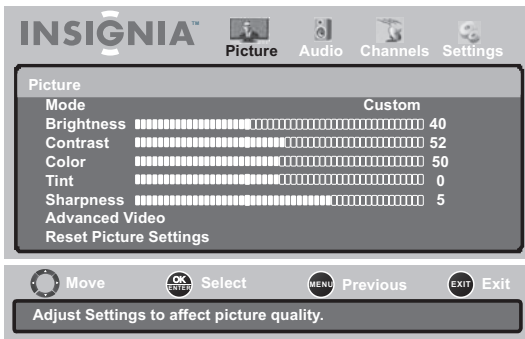 INSIGNIA™
Picture Audio Channels Settings
Picture
Mode Custom
Brightness 40
Contrast 52
Color 50
Tint 0
Sharpness 5
Advanced Video
Reset Picture Settings
Move OK ENTER Select MENU Previous EXIT Exit
Adjust Settings to affect picture quality.